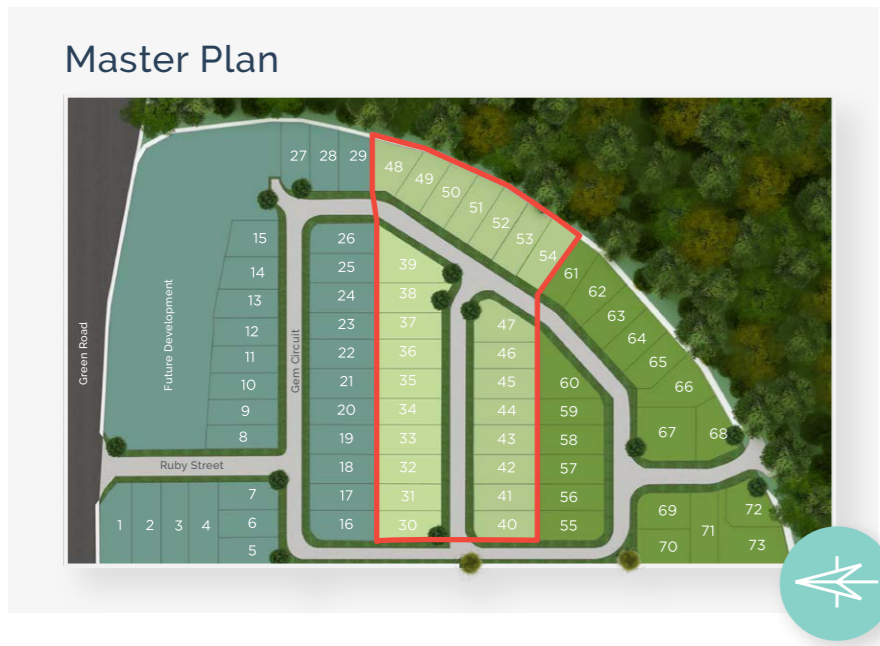 Master Plan
27 28 29 48 49 50 51 52 53 54
61 62 63 64 65 66 67 68
15 14 13 12 11 10 9 8
26 25 24 23 22 21 20 19 18 17 16
39 38 37 36 35 34 33 32 31 30
47 46 45 44 43 42 41 40
60 59 58 57 56 55
Green Road
Future Development
Gem Circuit
Ruby Street
1 2 3 4
7 6 5
69 70 71 72 73